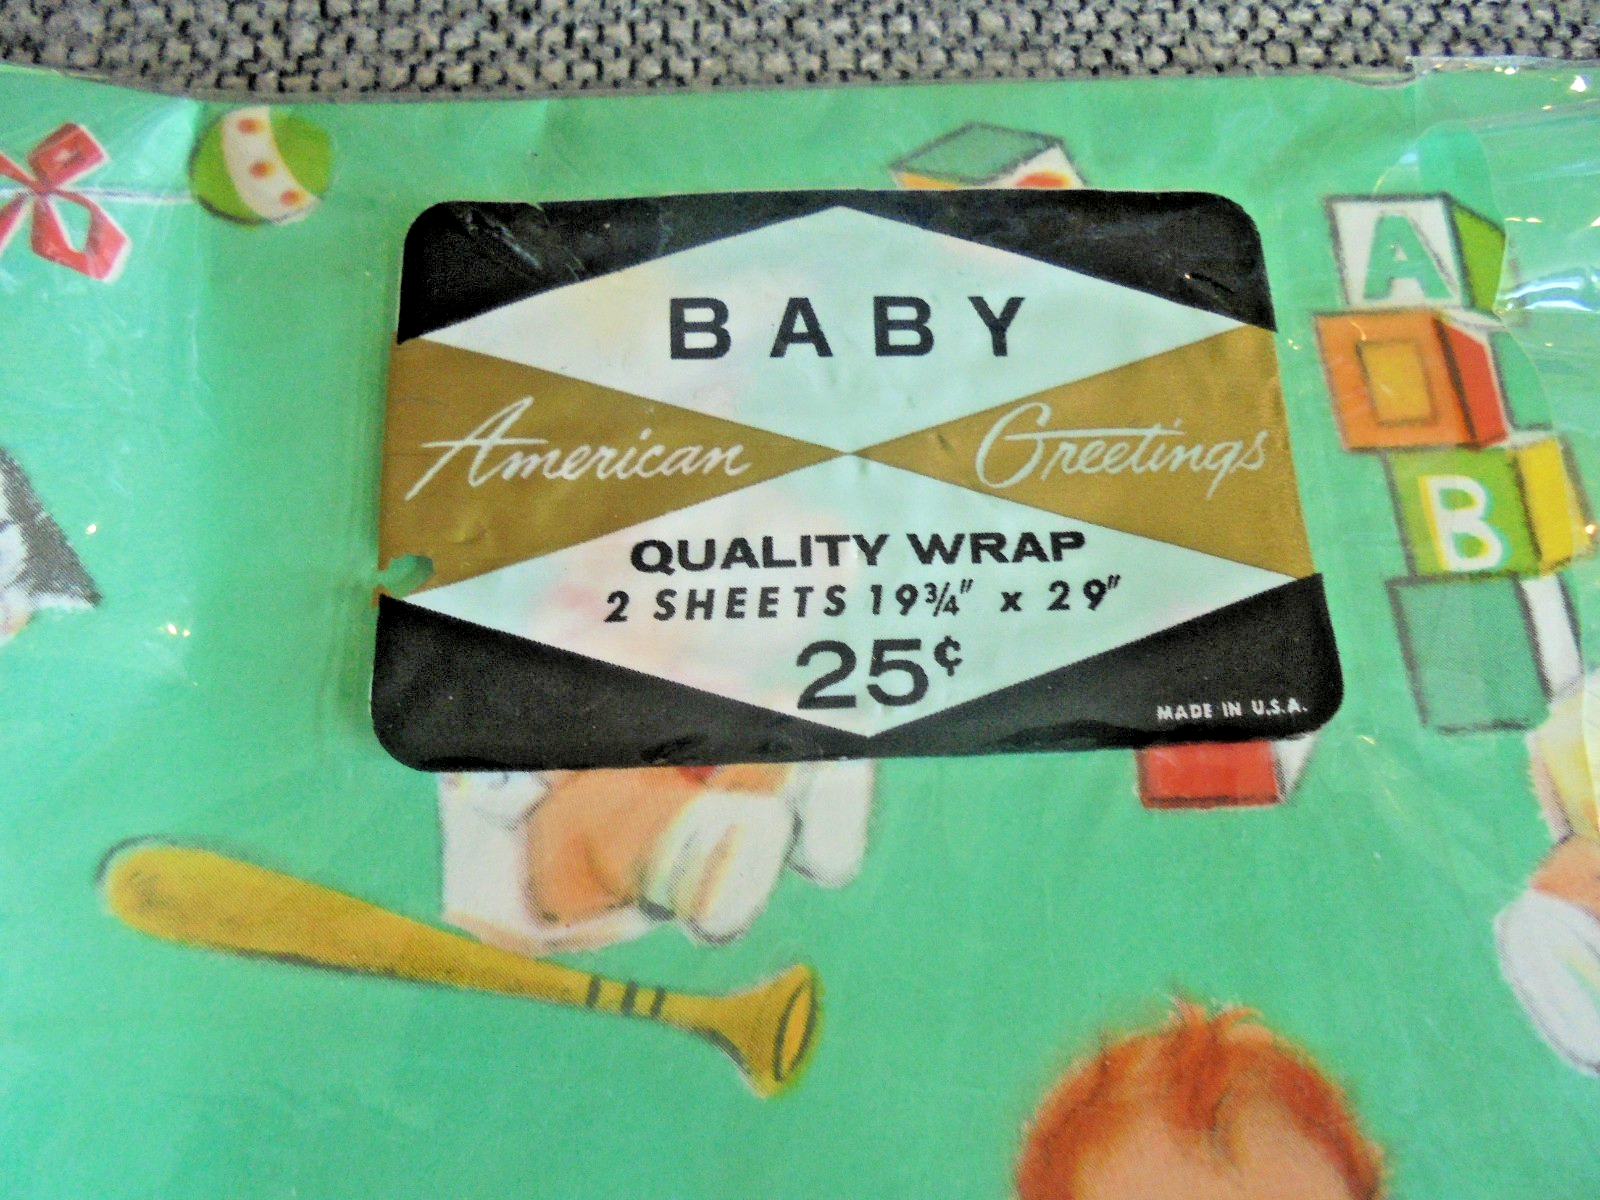 BABY
American Greetings
QUALITY WRAP
2 SHEETS 19¾" x 29"
25¢
MADE IN U.S.A.
A
B